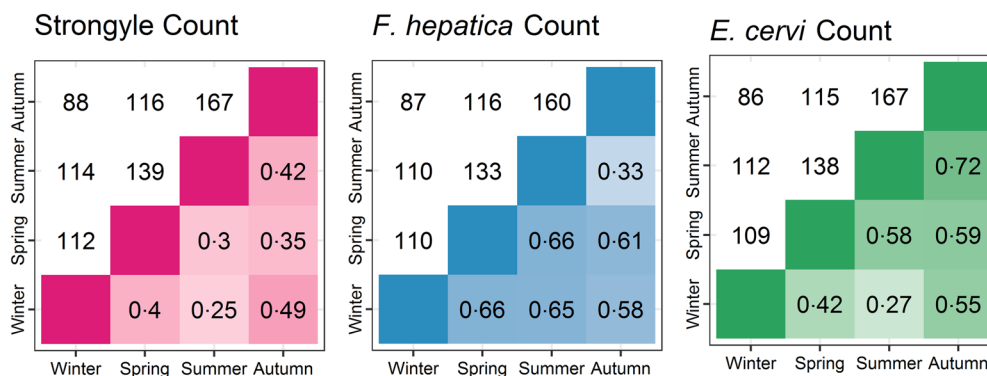 Strongyle Count
Autumn 88 116 167
Summer 114 139 0·42
Spring 112 0·3 0·35
Winter 0·4 0·25 0·49
Winter Spring Summer Autumn
F. hepatica Count
87 116 160
Summer Autumn
110 133 0·33
Spring 110 0·66 0·61
Winter 0·66 0·65 0·58
Winter Spring Summer Autumn
E. cervi Count
Autumn 86 115 167
Summer 112 138 0·72
Spring 109 0·58 0·59
Winter 0·42 0·27 0·55
Winter Spring Summer Autumn